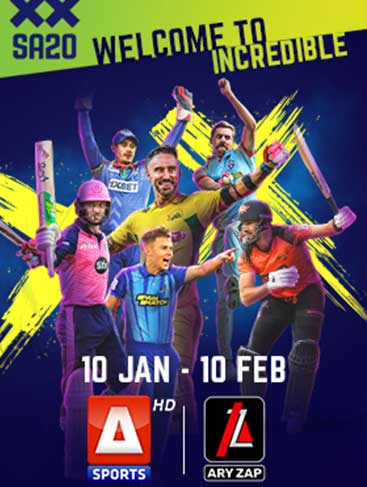 SA20
WELCOME TO
INCREDIBLE
1XBET
10 JAN - 10 FEB
A HD
SPORTS
ARY ZAP